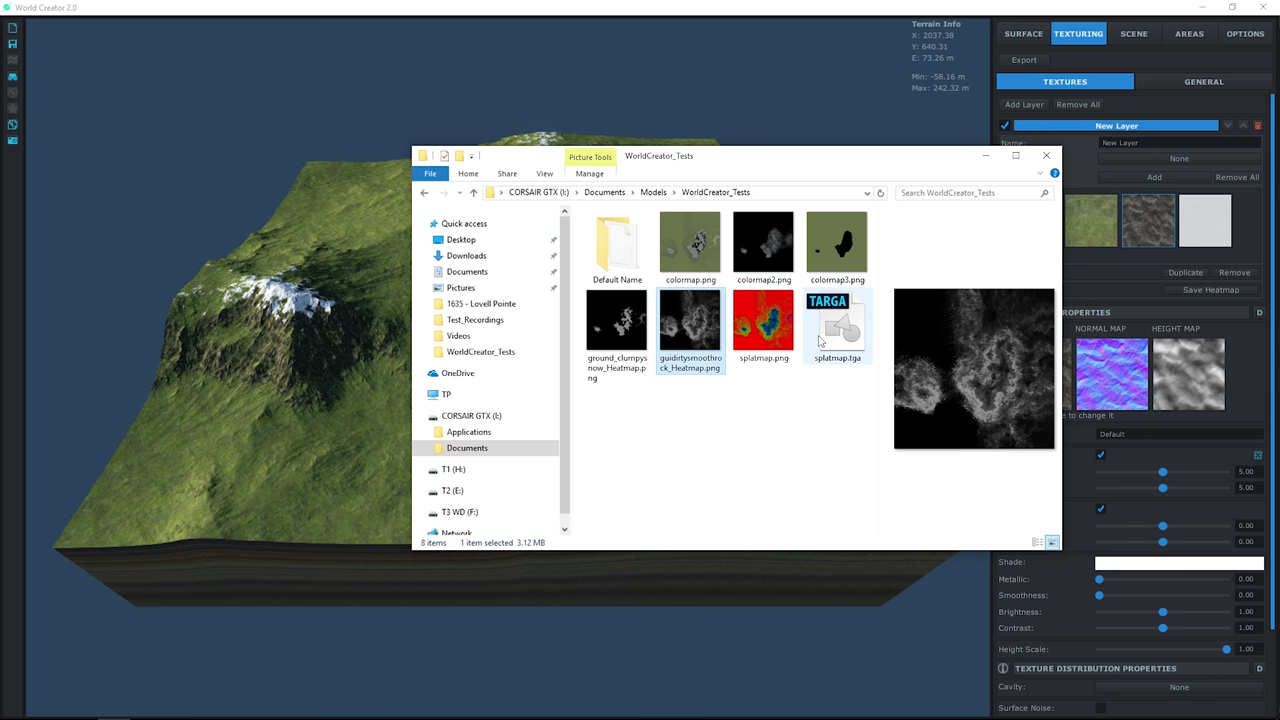 World Creator 2.0
Terrain Info
X: 2037.38
Y: 640.31
E: 73.26 m
Min: -58.16 m
Max: 242.32 m
SURFACE
TEXTURING
SCENE
AREAS
OPTIONS
Export
TEXTURES
GENERAL
Add Layer
Remove All
New Layer
Name:
New Layer
None
Add
Remove All
Duplicate
Remove
Save Heatmap
PROPERTIES
D
NORMAL MAP
HEIGHT MAP
e to change it
Default
5.00
5.00
0.00
0.00
Shade:
Metallic:
0.00
Smoothness:
0.00
Brightness:
1.00
Contrast:
1.00
Height Scale:
1.00
TEXTURE DISTRIBUTION PROPERTIES
D
Cavity:
None
Surface Noise:
Picture Tools
WorldCreator_Tests
File
Home
Share
View
Manage
CORSAIR GTX (I:)
Documents
Models
WorldCreator_Tests
Search WorldCreator_Tests
Quick access
Desktop
Downloads
Documents
Pictures
1635 - Lovell Pointe
Test_Recordings
Videos
WorldCreator_Tests
OneDrive
TP
CORSAIR GTX (I:)
Applications
Documents
T1 (H:)
T2 (E:)
T3 WD (F:)
Network
Default Name
colormap.png
colormap2.png
colormap3.png
ground_clumpys
now_Heatmap.p
ng
guidirtysmoothro
ck_Heatmap.png
splatmap.png
TARGA
splatmap.tga
8 items
1 item selected 3.12 MB